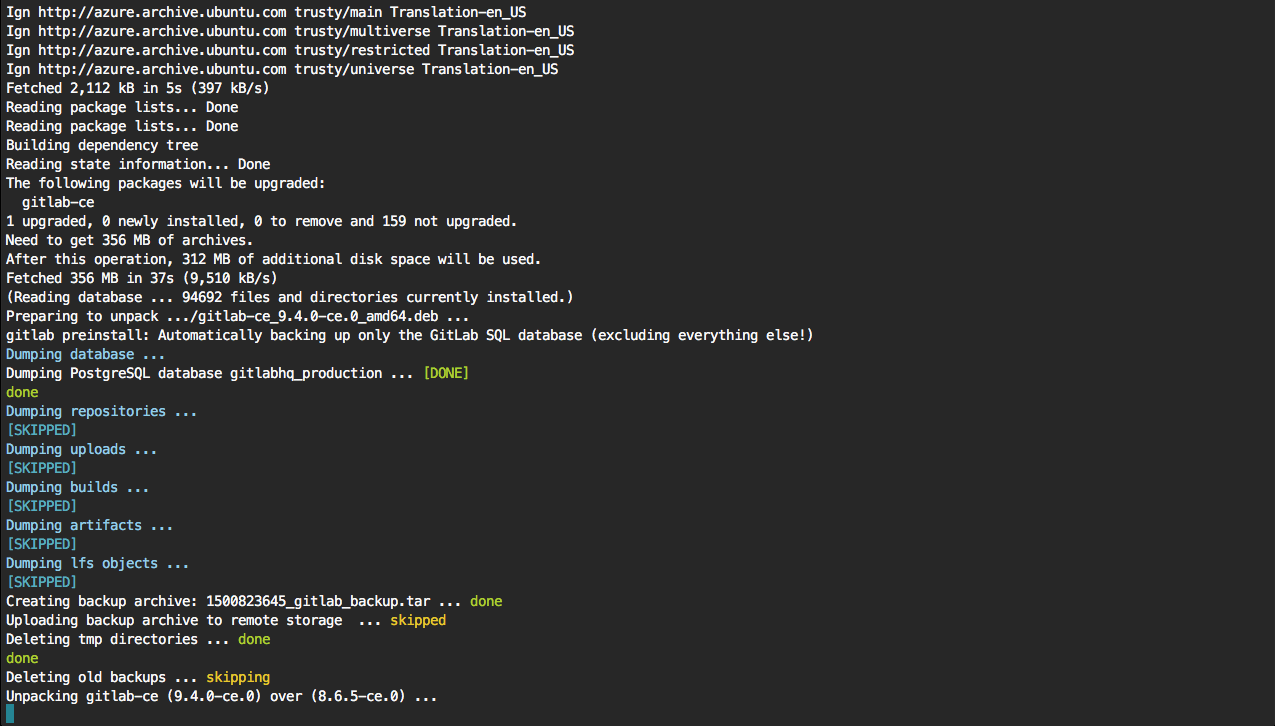 Ign http://azure.archive.ubuntu.com trusty/main Translation-en_US
Ign http://azure.archive.ubuntu.com trusty/multiverse Translation-en_US
Ign http://azure.archive.ubuntu.com trusty/restricted Translation-en_US
Ign http://azure.archive.ubuntu.com trusty/universe Translation-en_US
Fetched 2,112 kB in 5s (397 kB/s)
Reading package lists... Done
Reading package lists... Done
Building dependency tree
Reading state information... Done
The following packages will be upgraded:
  gitlab-ce
1 upgraded, 0 newly installed, 0 to remove and 159 not upgraded.
Need to get 356 MB of archives.
After this operation, 312 MB of additional disk space will be used.
Fetched 356 MB in 37s (9,510 kB/s)
(Reading database ... 94692 files and directories currently installed.)
Preparing to unpack .../gitlab-ce_9.4.0-ce.0_amd64.deb ...
gitlab preinstall: Automatically backing up only the GitLab SQL database (excluding everything else!)
Dumping database ...
Dumping PostgreSQL database gitlabhq_production ... [DONE]
done
Dumping repositories ...
[SKIPPED]
Dumping uploads ...
[SKIPPED]
Dumping builds ...
[SKIPPED]
Dumping artifacts ...
[SKIPPED]
Dumping lfs objects ...
[SKIPPED]
Creating backup archive: 1500823645_gitlab_backup.tar ... done
Uploading backup archive to remote storage  ... skipped
Deleting tmp directories ... done
done
Deleting old backups ... skipping
Unpacking gitlab-ce (9.4.0-ce.0) over (8.6.5-ce.0) ...